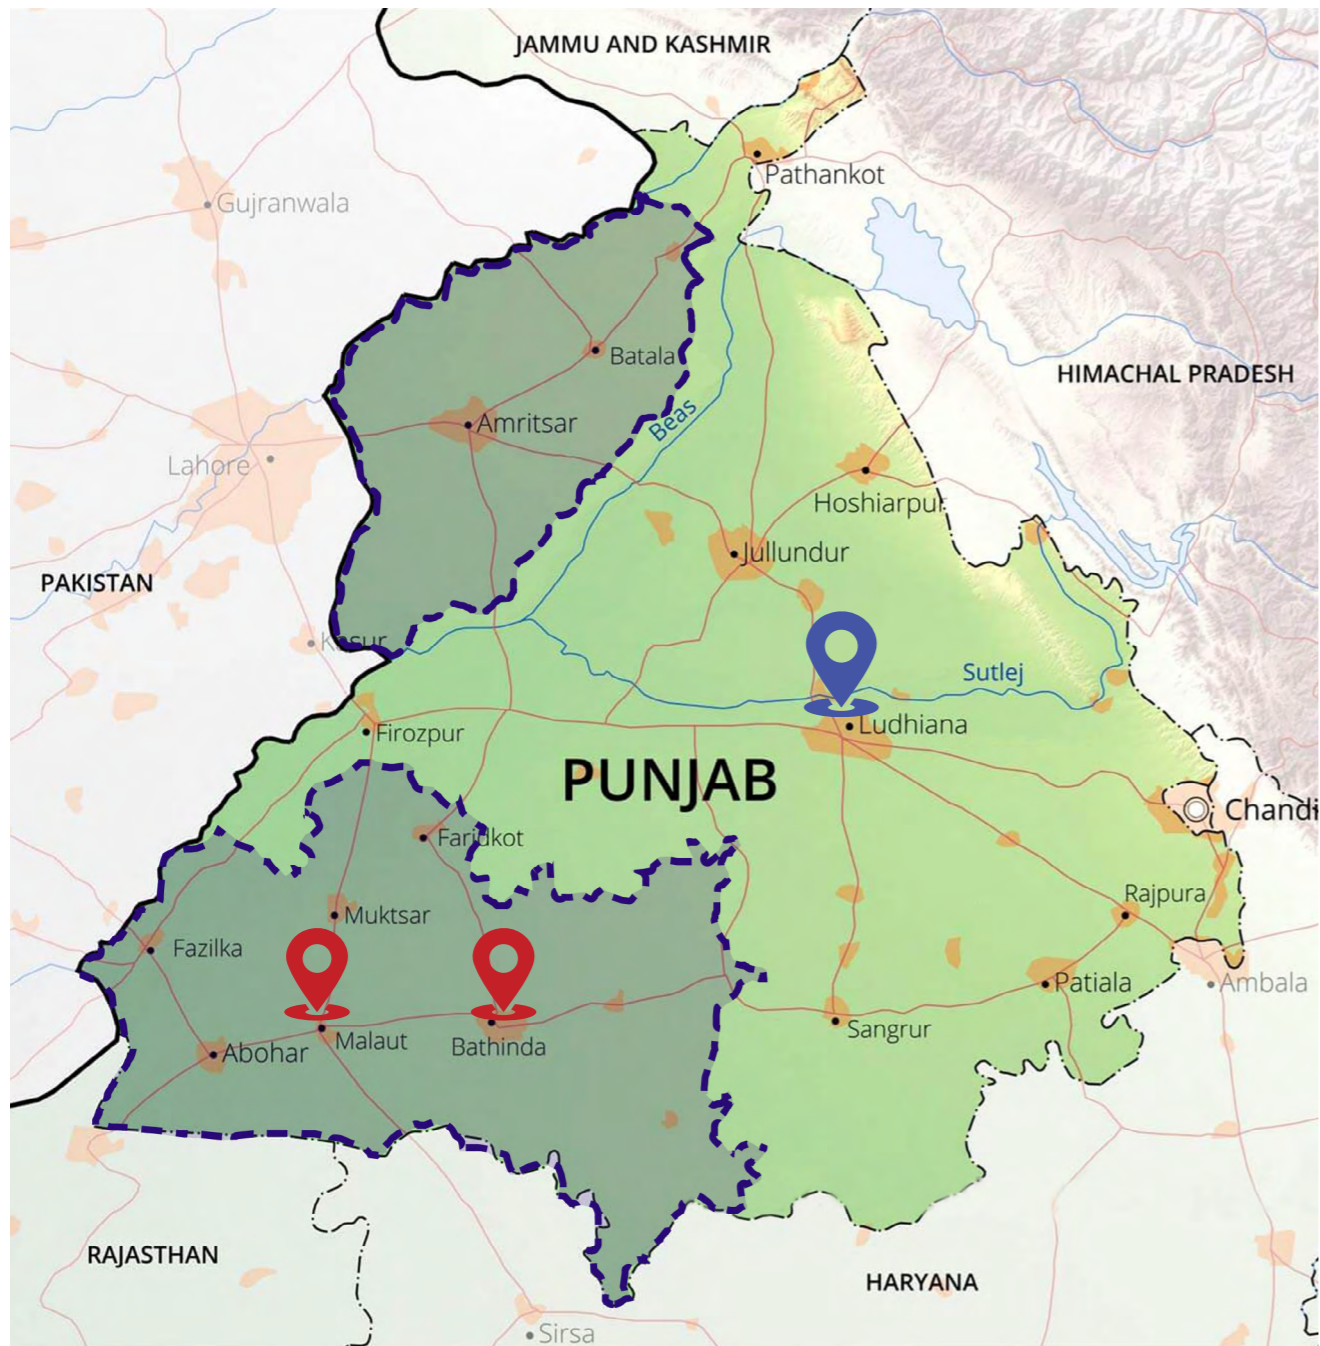 JAMMU AND KASHMIR
Pathankot
Gujranwala
Batala
HIMACHAL PRADESH
Beas
Amritsar
Lahore
Hoshiarpur
Jullundur
PAKISTAN
Kasur
Sutlej
Ludhiana
Firozpur
PUNJAB
Chandi
Faridkot
Rajpura
Muktsar
Fazilka
Patiala
Ambala
Sangrur
Malaut
Bathinda
Abohar
RAJASTHAN
HARYANA
Sirsa